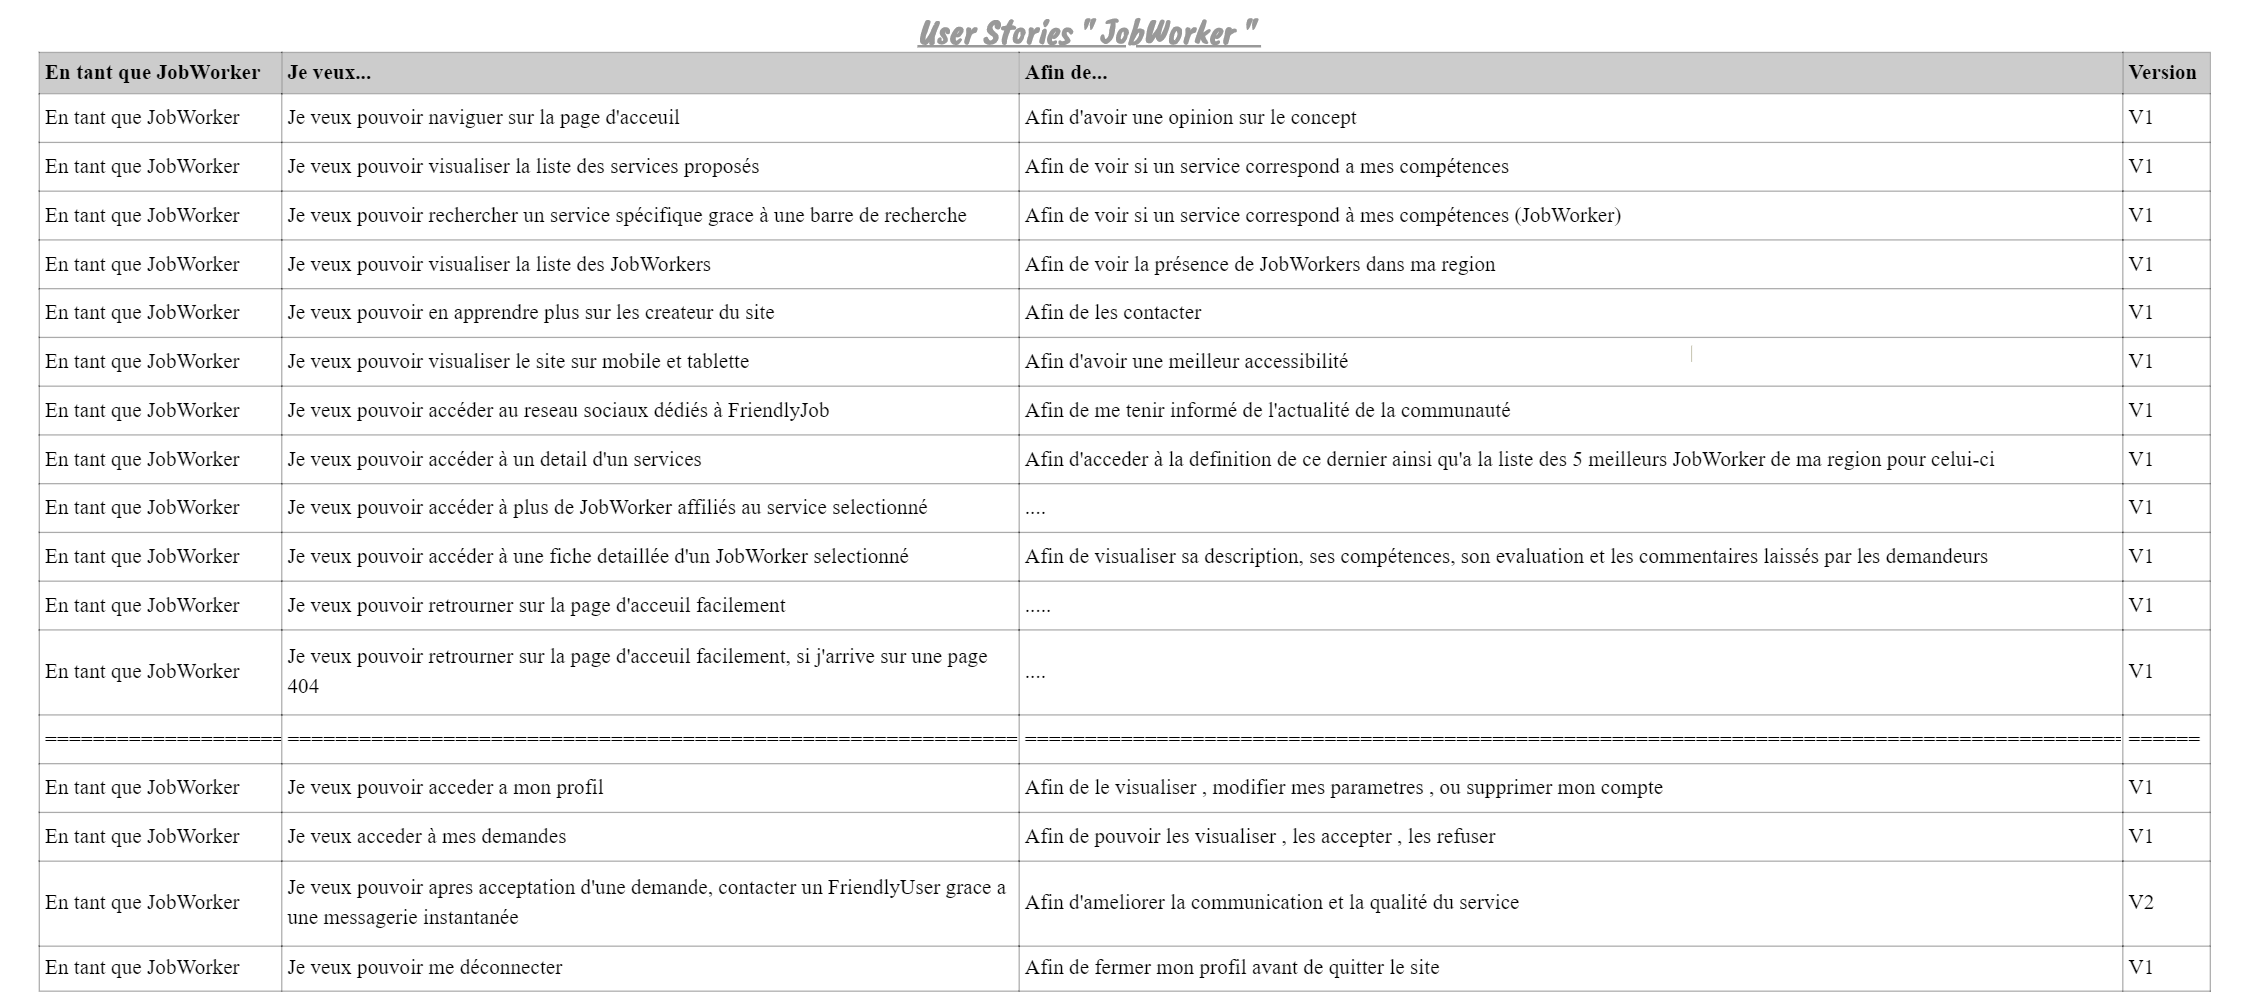 User Stories " JobWorker "
En tant que JobWorker Je veux... Afin de... Version
En tant que JobWorker Je veux pouvoir naviguer sur la page d'acceuil Afin d'avoir une opinion sur le concept V1
En tant que JobWorker Je veux pouvoir visualiser la liste des services proposés Afin de voir si un service correspond a mes compétences V1
En tant que JobWorker Je veux pouvoir rechercher un service spécifique grace à une barre de recherche Afin de voir si un service correspond à mes compétences (JobWorker) V1
En tant que JobWorker Je veux pouvoir visualiser la liste des JobWorkers Afin de voir la présence de JobWorkers dans ma region V1
En tant que JobWorker Je veux pouvoir en apprendre plus sur les createur du site Afin de les contacter V1
En tant que JobWorker Je veux pouvoir visualiser le site sur mobile et tablette Afin d'avoir une meilleur accessibilité V1
En tant que JobWorker Je veux pouvoir accéder au reseau sociaux dédiés à FriendlyJob Afin de me tenir informé de l'actualité de la communauté V1
En tant que JobWorker Je veux pouvoir accéder à un detail d'un services Afin d'acceder à la definition de ce dernier ainsi qu'a la liste des 5 meilleurs JobWorker de ma region pour celui-ci V1
En tant que JobWorker Je veux pouvoir accéder à plus de JobWorker affiliés au service selectionné .... V1
En tant que JobWorker Je veux pouvoir accéder à une fiche detaillée d'un JobWorker selectionné Afin de visualiser sa description, ses compétences, son evaluation et les commentaires laissés par les demandeurs V1
En tant que JobWorker Je veux pouvoir retrourner sur la page d'acceuil facilement ..... V1
En tant que JobWorker Je veux pouvoir retrourner sur la page d'acceuil facilement, si j'arrive sur une page
404 .... V1
==================== ============================================================= ============================================================================================ ======
En tant que JobWorker Je veux pouvoir acceder a mon profil Afin de le visualiser , modifier mes parametres , ou supprimer mon compte V1
En tant que JobWorker Je veux acceder à mes demandes Afin de pouvoir les visualiser , les accepter , les refuser V1
En tant que JobWorker Je veux pouvoir apres acceptation d'une demande, contacter un FriendlyUser grace a
une messagerie instantanée Afin d'ameliorer la communication et la qualité du service V2
En tant que JobWorker Je veux pouvoir me déconnecter Afin de fermer mon profil avant de quitter le site V1